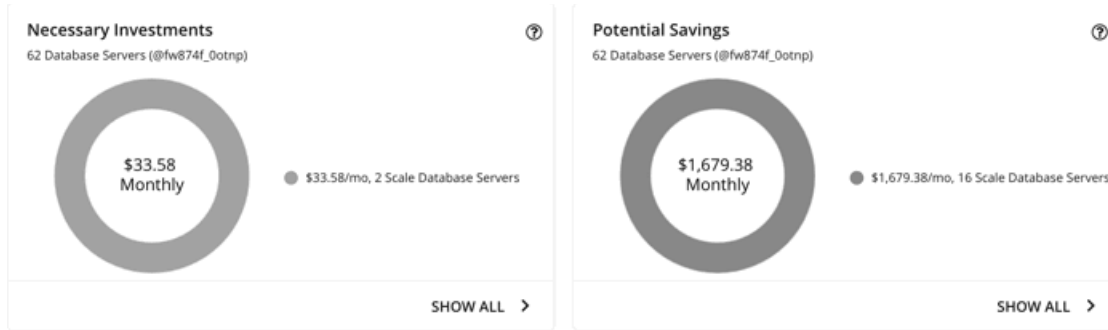 Necessary Investments
62 Database Servers (@fw874f_0otnp)
$33.58
Monthly
$33.58/mo, 2 Scale Database Servers
SHOW ALL
Potential Savings
62 Database Servers (@fw874f_0otnp)
$1,679.38
Monthly
$1,679.38/mo, 16 Scale Database Servers
SHOW ALL